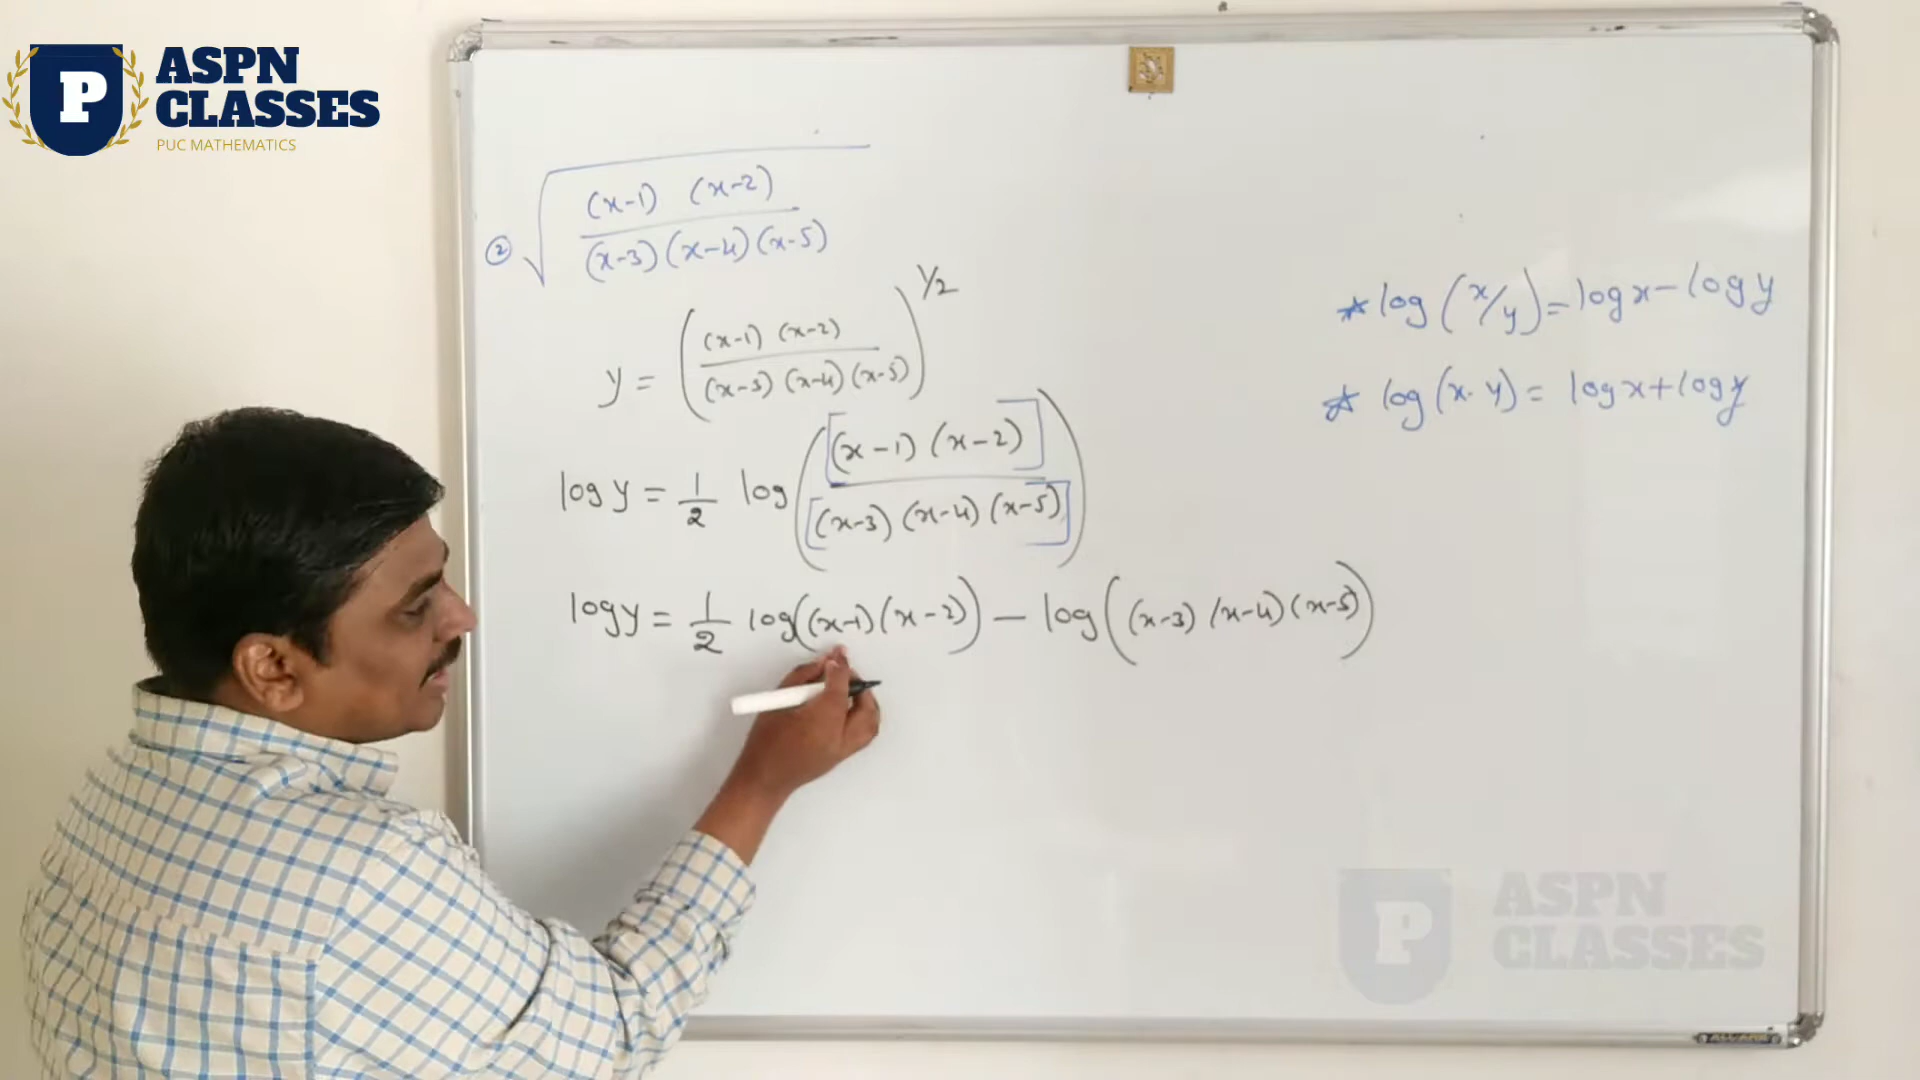 ASPN
CLASSES
PUC MATHEMATICS
② √((x-1) (x-2) / (x-3)(x-4)(x-5))
y = ((x-1) (x-2) / (x-3) (x-4) (x-5))^1/2
log y = 1/2 log([(x-1) (x-2)] / [(x-3) (x-4) (x-5)])
log y = 1/2 log((x-1)(x-2)) - log((x-3) (x-4)(x-5))
★ log (x/y) = log x - log y
★ log (x. y) = log x + log y
ASPN
CLASSES